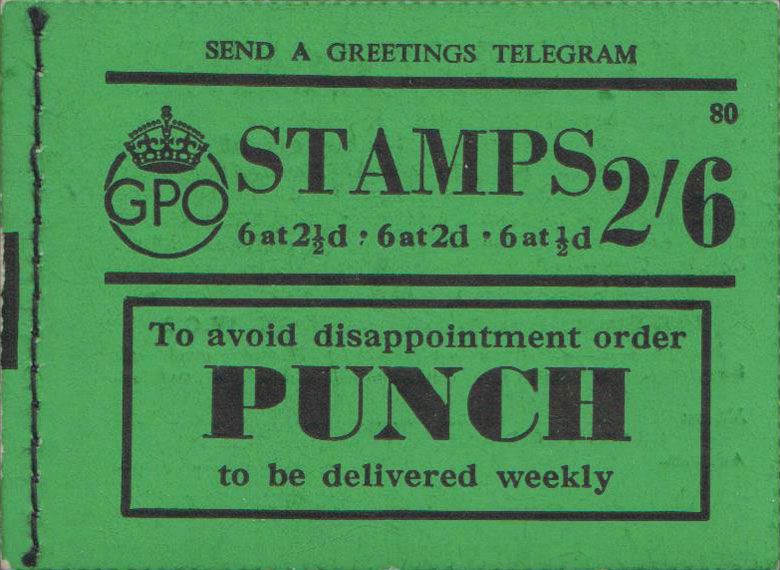 SEND A GREETINGS TELEGRAM
80
GPO
STAMPS 2/6
6 at 2½d · 6 at 2d · 6 at ½d
To avoid disappointment order
PUNCH
to be delivered weekly